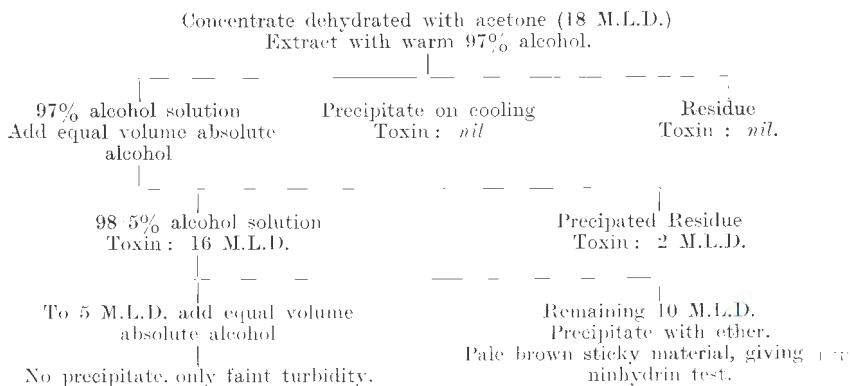 Concentrate dehydrated with acetone (18 M.L.D.)
Extract with warm 97% alcohol.
97% alcohol solution
Add equal volume absolute
alcohol
Precipitate on cooling
Toxin : nil
Residue
Toxin : nil.
98·5% alcohol solution
Toxin : 16 M.L.D.
Precipated Residue
Toxin : 2 M.L.D.
To 5 M.L.D. add equal volume
absolute alcohol
No precipitate, only faint turbidity.
Remaining 10 M.L.D.
Precipitate with ether.
Pale brown sticky material, giving
ninhydrin test.